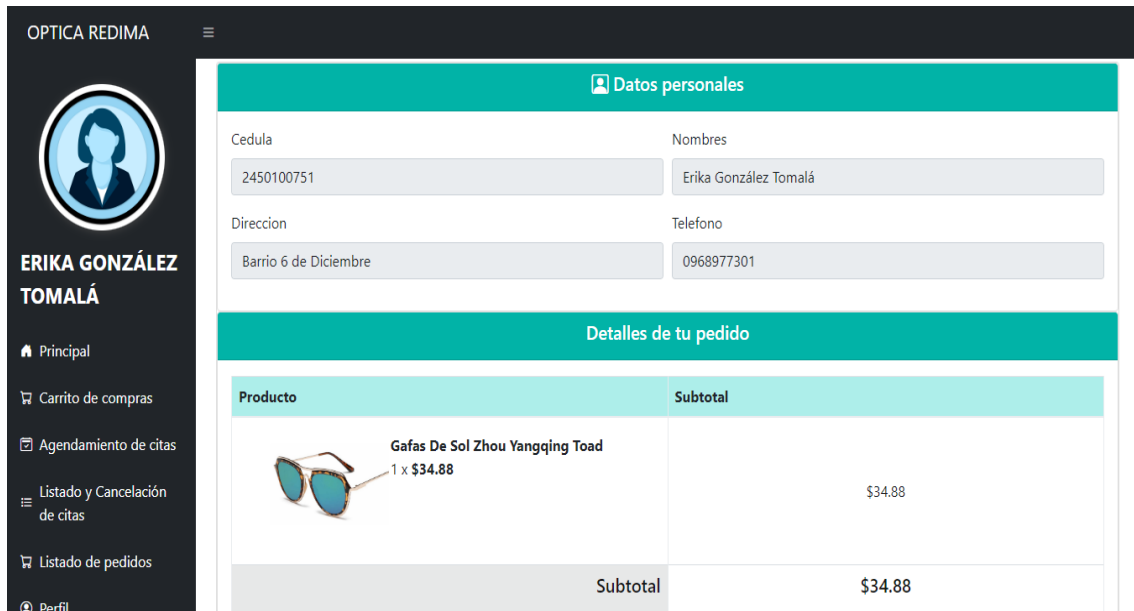 OPTICA REDIMA
ERIKA GONZÁLEZ
TOMALÁ
Principal
Carrito de compras
Agendamiento de citas
Listado y Cancelación
de citas
Listado de pedidos
Perfil
Datos personales
Cedula
Nombres
2450100751
Erika González Tomalá
Direccion
Telefono
Barrio 6 de Diciembre
0968977301
Detalles de tu pedido
Producto
Subtotal
Gafas De Sol Zhou Yangqing Toad
1 x $34.88
$34.88
Subtotal
$34.88